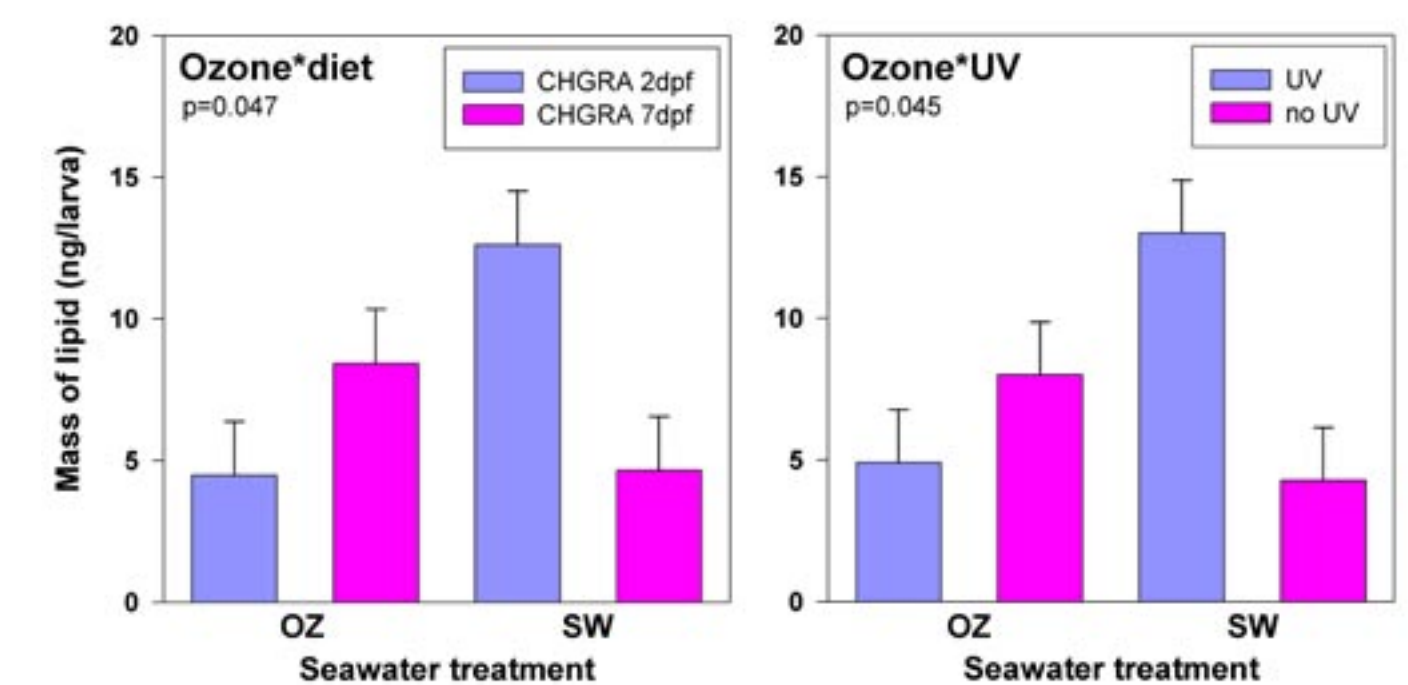 Mass of lipid (ng/larva)
20
15
10
5
0
Ozone*diet
p=0.047
CHGRA 2dpf
CHGRA 7dpf
OZ
SW
Seawater treatment
20
15
10
5
0
Ozone*UV
p=0.045
UV
no UV
OZ
SW
Seawater treatment